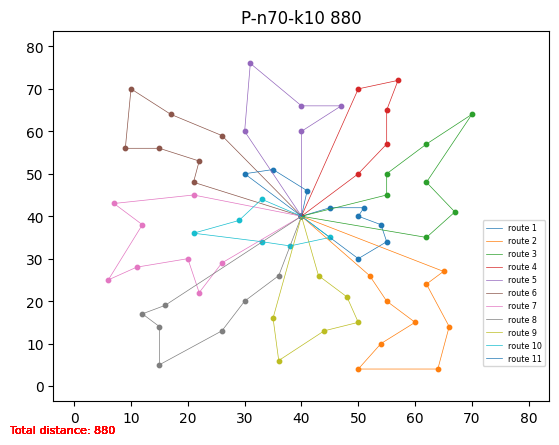 P-n70-k10 880
80
70
60
50
40
30
20
10
0
0 10 20 30 40 50 60 70 80
route 1
route 2
route 3
route 4
route 5
route 6
route 7
route 8
route 9
route 10
route 11
Total distance: 880